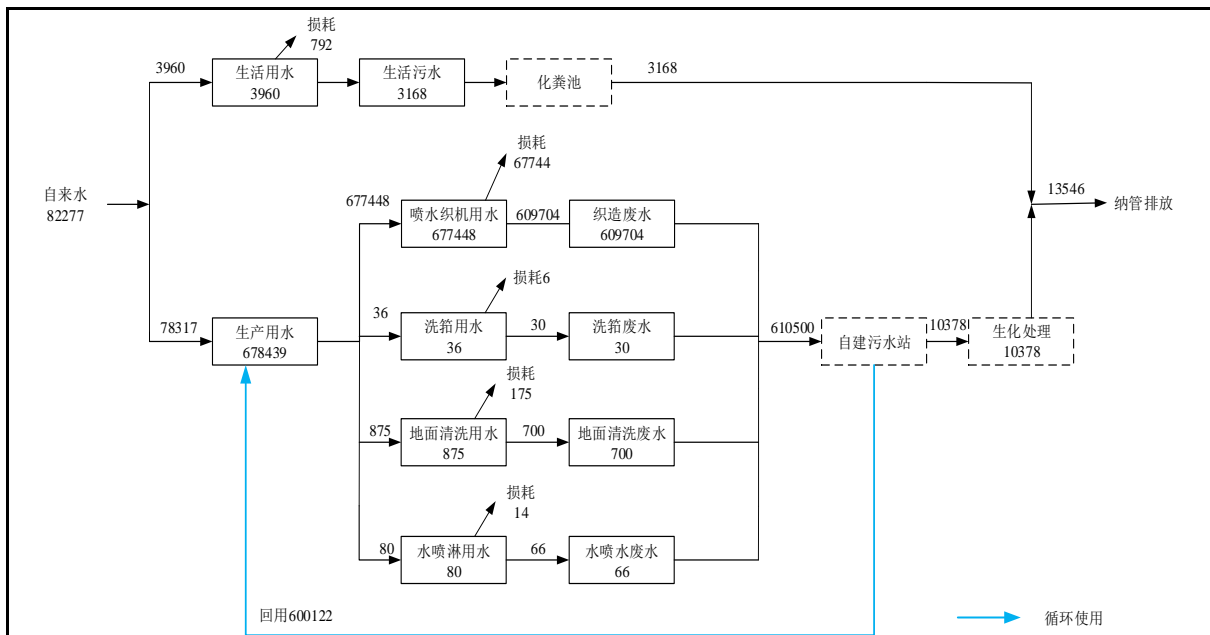 损耗
792
3960
生活用水
3960
生活污水
3168
化粪池
3168
损耗
67744
自来水
82277
677448
喷水织机用水
677448
609704
织造废水
609704
13546
纳管排放
损耗6
78317
生产用水
678439
36
洗筘用水
36
30
洗筘废水
30
610500
自建污水站
10378
生化处理
10378
损耗
175
875
地面清洗用水
875
700
地面清洗废水
700
损耗
14
80
水喷淋用水
80
66
水喷水废水
66
回用600122
循环使用